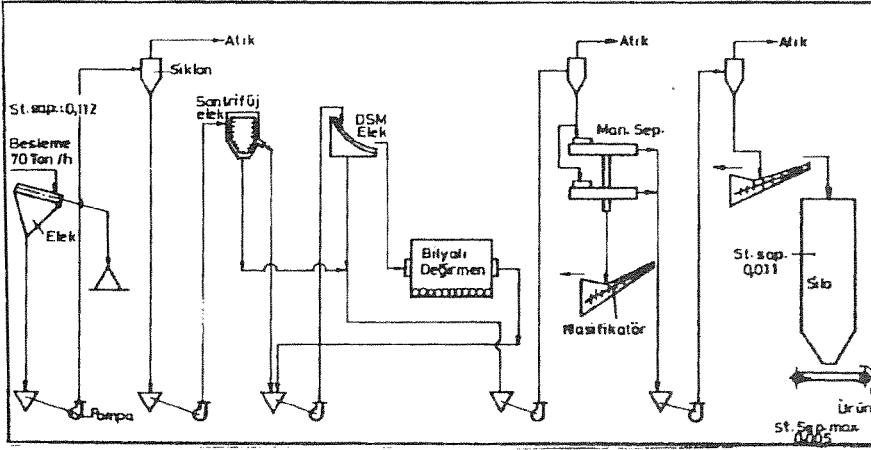 Atık
Siklon
St. sap.:0,112
Besleme
70 Ton/h
Elek
Pompa
Santrifüj
elek
DSM
Elek
Bilyalı
Değirmen
Atık
Man. Sep.
Klasifikatör
Atık
St. sap.
0,011
Silo
Ürün
St. Sap. max
0,005